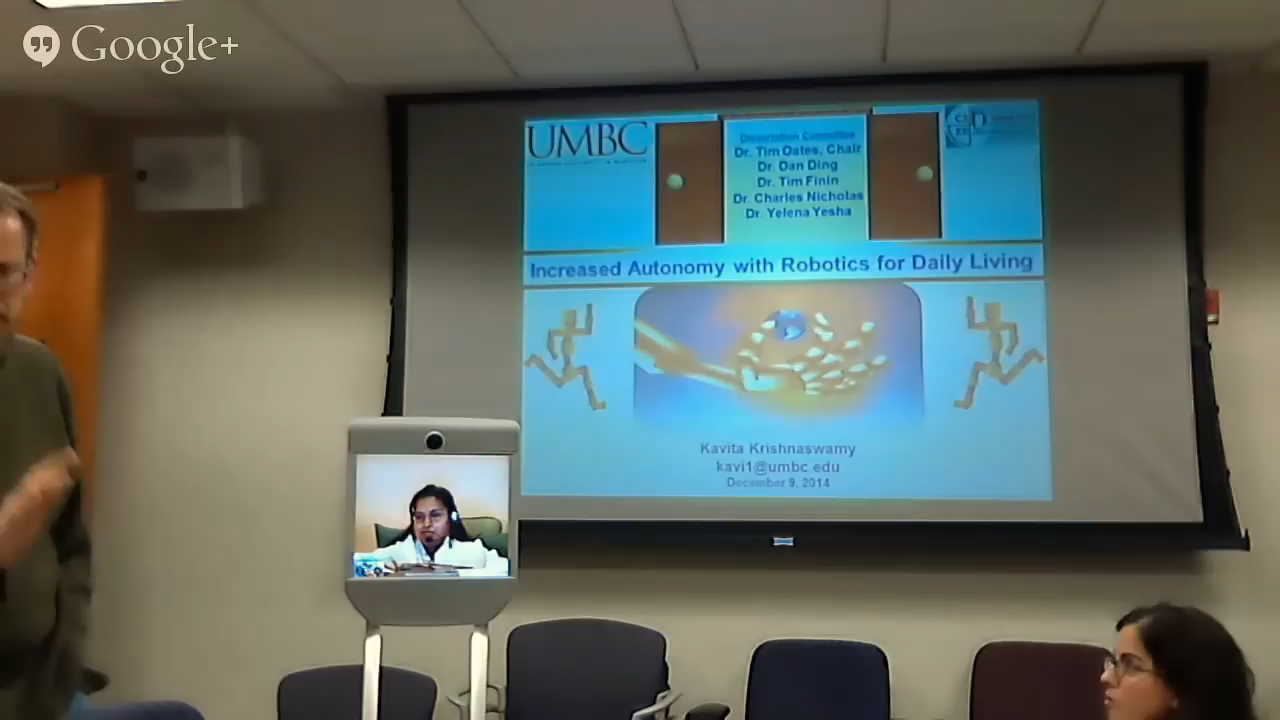 Google+
UMBC
Dissertation Committee
Dr. Tim Oates, Chair
Dr. Dan Ding
Dr. Tim Finin
Dr. Charles Nicholas
Dr. Yelena Yesha
Increased Autonomy with Robotics for Daily Living
Kavita Krishnaswamy
kavi1@umbc.edu
December 9, 2014